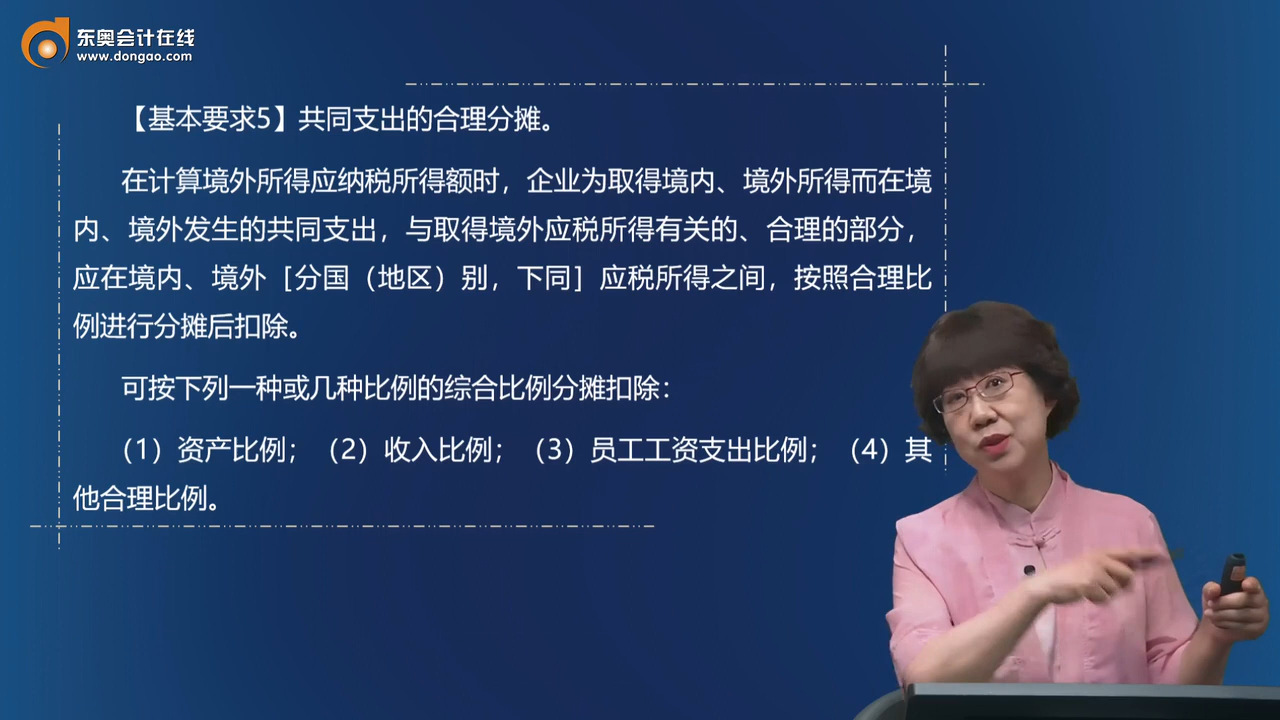 东奥会计在线
www.dongao.com
【基本要求5】共同支出的合理分摊。
在计算境外所得应纳税所得额时，企业为取得境内、境外所得而在境
内、境外发生的共同支出，与取得境外应税所得有关的、合理的部分，
应在境内、境外［分国（地区）别，下同］应税所得之间，按照合理比
例进行分摊后扣除。
可按下列一种或几种比例的综合比例分摊扣除：
（1）资产比例；（2）收入比例；（3）员工工资支出比例；（4）其
他合理比例。